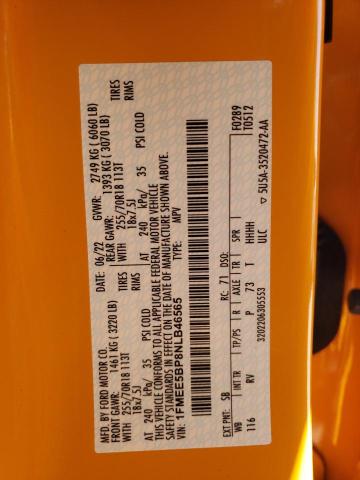 MFD. BY FORD MOTOR CO.
06/22 GVWR: 2749 KG (6060 LB)
FRONT GAWR: 1461 KG (3220 LB) REAR GAWR: 1393 KG (3070 LB)
WITH 255/70R18 113T TIRES WITH 255/70R18 113T TIRES
18x7.5J RIMS 18x7.5J RIMS
AT 240 kPa/ 35 PSI COLD AT 240 kPa/ 35 PSI COLD
THIS VEHICLE CONFORMS TO ALL APPLICABLE FEDERAL MOTOR VEHICLE
SAFETY STANDARDS IN EFFECT ON THE DATE OF MANUFACTURE SHOWN ABOVE.
VIN: 1FMEE5BP8NLB46565
TYPE: MPV
F0289
T0512
EXT PNT: SB RC: 71 DSO:
WB INT TR TP/PS R AXLE TR SPR
116 RV P 73 T HHHH
3202206305553 ULC
5U5A-3520472-AA